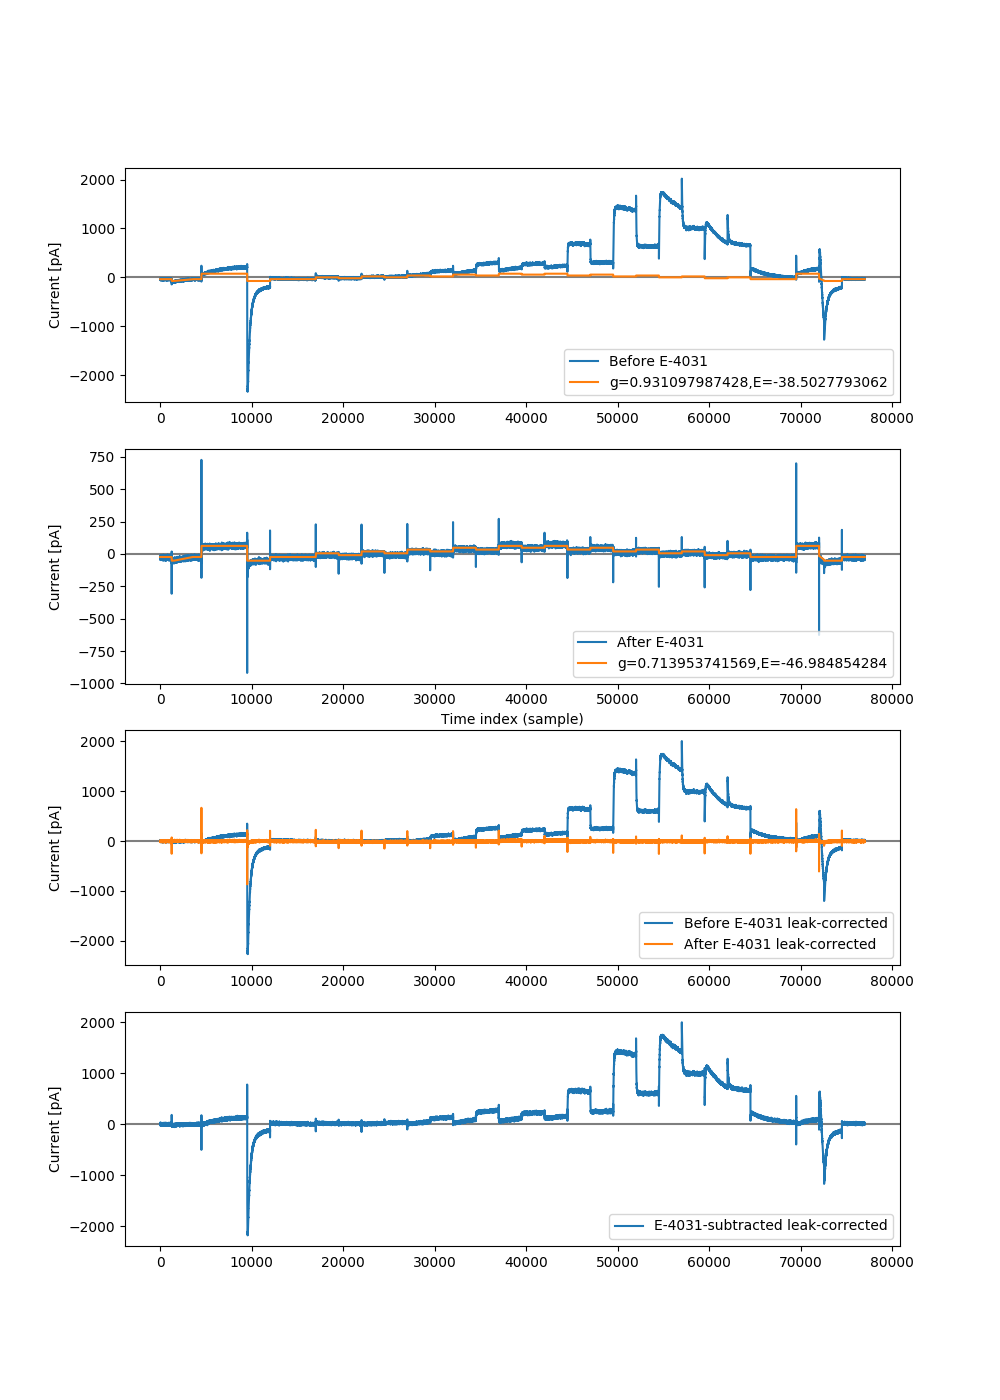 2000
1000
0
−1000
−2000
Current [pA]
Before E-4031
g=0.931097987428,E=-38.5027793062
0 10000 20000 30000 40000 50000 60000 70000 80000
750
500
250
0
−250
−500
−750
−1000
Current [pA]
After E-4031
g=0.713953741569,E=-46.984854284
0 10000 20000 30000 40000 50000 60000 70000 80000
Time index (sample)
2000
1000
0
−1000
−2000
Current [pA]
Before E-4031 leak-corrected
After E-4031 leak-corrected
0 10000 20000 30000 40000 50000 60000 70000 80000
2000
1000
0
−1000
−2000
Current [pA]
E-4031-subtracted leak-corrected
0 10000 20000 30000 40000 50000 60000 70000 80000